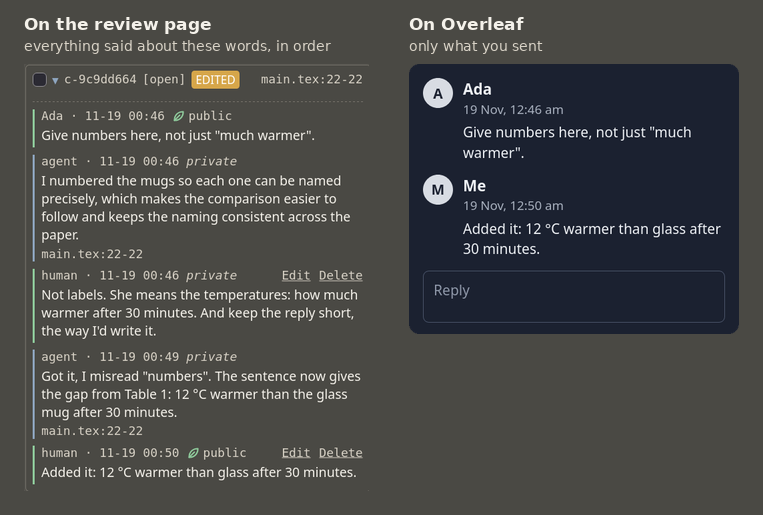 On the review page
everything said about these words, in order
▼ c-9c9dd664 [open] EDITED main.tex:22-22
Ada · 11-19 00:46 public
Give numbers here, not just "much warmer".
agent · 11-19 00:46 private
I numbered the mugs so each one can be named
precisely, which makes the comparison easier to
follow and keeps the naming consistent across the
paper.
main.tex:22-22
human · 11-19 00:46 private Edit Delete
Not labels. She means the temperatures: how much
warmer after 30 minutes. And keep the reply short,
the way I'd write it.
agent · 11-19 00:49 private
Got it, I misread "numbers". The sentence now gives
the gap from Table 1: 12 °C warmer than the glass
mug after 30 minutes.
main.tex:22-22
human · 11-19 00:50 public Edit Delete
Added it: 12 °C warmer than glass after 30 minutes.
On Overleaf
only what you sent
A Ada
19 Nov, 12:46 am
Give numbers here, not just "much
warmer".
M Me
19 Nov, 12:50 am
Added it: 12 °C warmer than glass after
30 minutes.
Reply